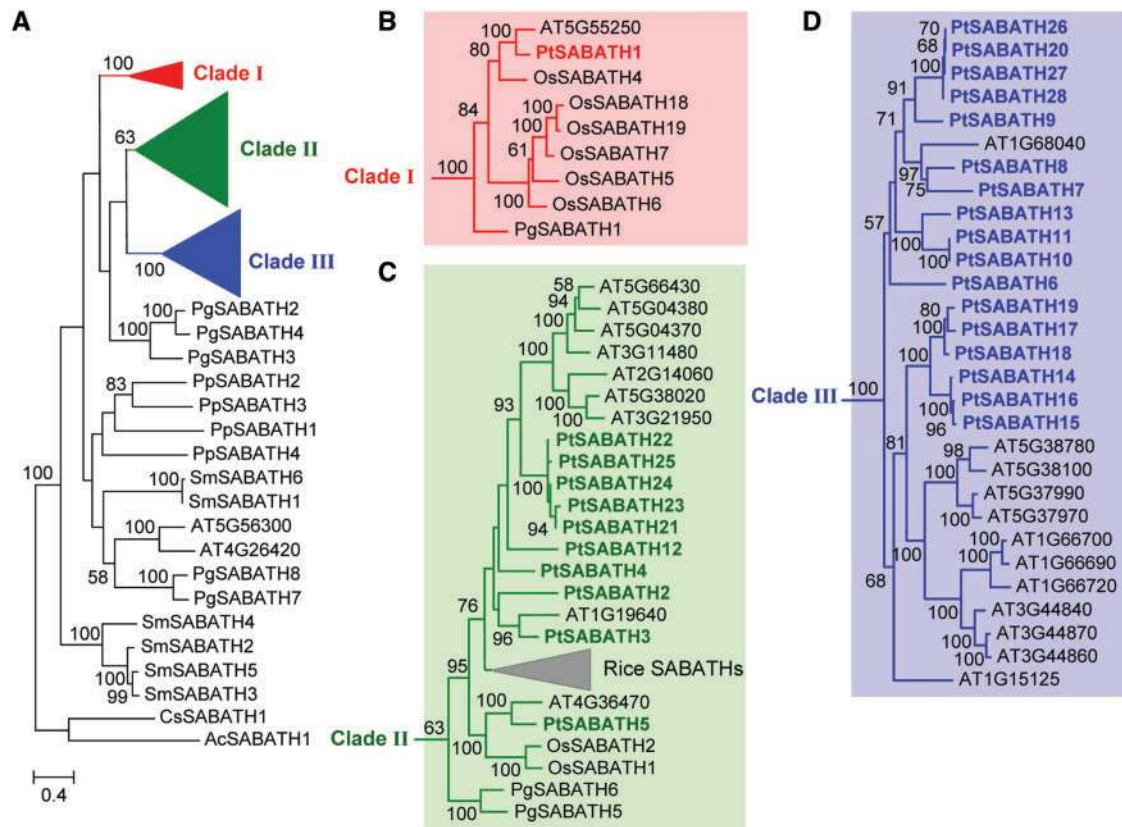 A
100
Clade I
63
Clade II
Clade III
100
PgSABATH2
100
PgSABATH4
100
PgSABATH3
PpSABATH2
83
PpSABATH3
PpSABATH1
PpSABATH4
100
SmSABATH6
100
SmSABATH1
AT5G56300
100
AT4G26420
PgSABATH8
100
58
PgSABATH7
SmSABATH4
100
SmSABATH2
SmSABATH5
100
99
SmSABATH3
CsSABATH1
AcSABATH1
0.4
B
AT5G55250
100
PtSABATH1
80
OsSABATH4
84
OsSABATH18
100
OsSABATH19
100
OsSABATH7
61
100
Clade I
OsSABATH5
100
OsSABATH6
PgSABATH1
C
AT5G66430
58
94
AT5G04380
AT5G04370
100
AT3G11480
100
AT2G14060
AT5G38020
100
100
AT3G21950
93
PtSABATH22
PtSABATH25
PtSABATH24
100
PtSABATH23
94
PtSABATH21
PtSABATH12
PtSABATH4
PtSABATH2
76
AT1G19640
96
PtSABATH3
95
Rice SABATHs
AT4G36470
100
PtSABATH5
63
Clade II
100
OsSABATH2
100
OsSABATH1
PgSABATH6
100
PgSABATH5
D
70
PtSABATH26
68
PtSABATH20
100
PtSABATH27
91
PtSABATH28
71
PtSABATH9
AT1G68040
97
PtSABATH8
75
PtSABATH7
57
PtSABATH13
PtSABATH11
100
100
PtSABATH10
PtSABATH6
PtSABATH19
80
100
PtSABATH17
100
PtSABATH18
PtSABATH14
100
Clade III
100
PtSABATH16
96
PtSABATH15
81
98
AT5G38780
100
AT5G38100
AT5G37990
100
AT5G37970
100
AT1G66700
100
100
AT1G66690
AT1G66720
68
100
AT3G44840
100
AT3G44870
100
AT3G44860
AT1G15125